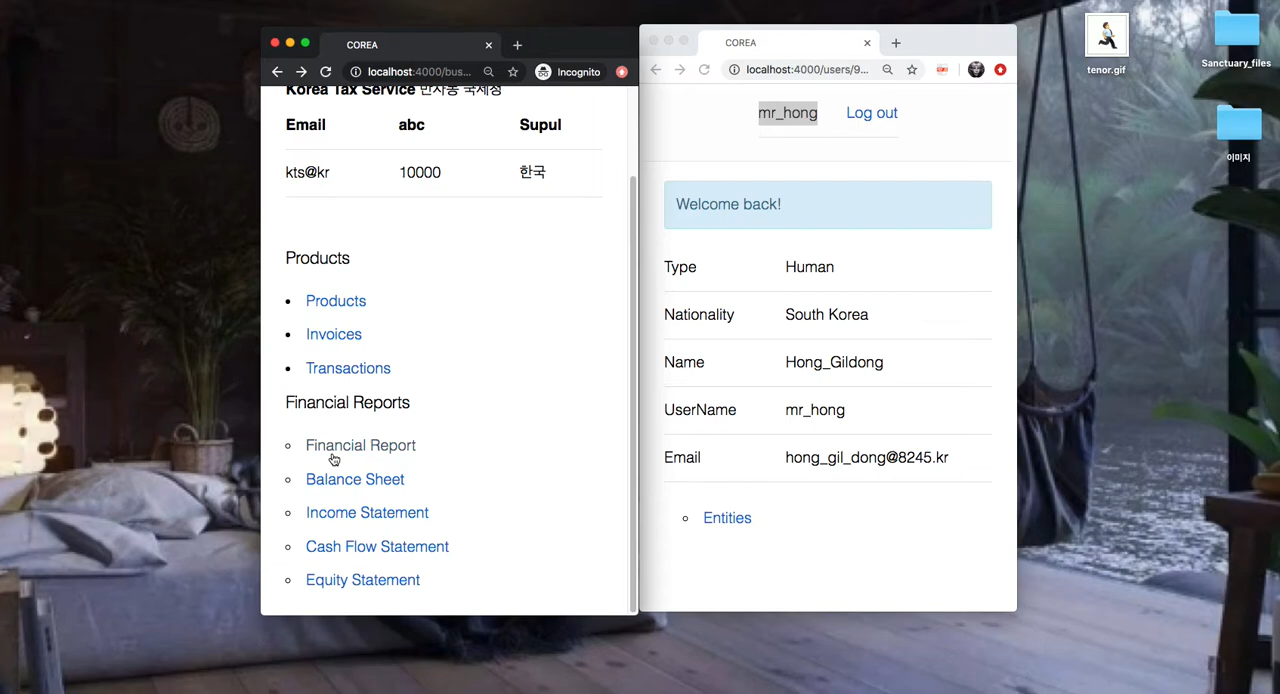 COREA
localhost:4000/bus...
Incognito
Korea Tax Service 만사동 국세청
Email abc Supul
kts@kr 10000 한국
Products
Products
Invoices
Transactions
Financial Reports
Financial Report
Balance Sheet
Income Statement
Cash Flow Statement
Equity Statement
COREA
localhost:4000/users/9...
mr_hong Log out
Welcome back!
Type Human
Nationality South Korea
Name Hong_Gildong
UserName mr_hong
Email hong_gil_dong@8245.kr
Entities
tenor.gif
Sanctuary_files
이미지